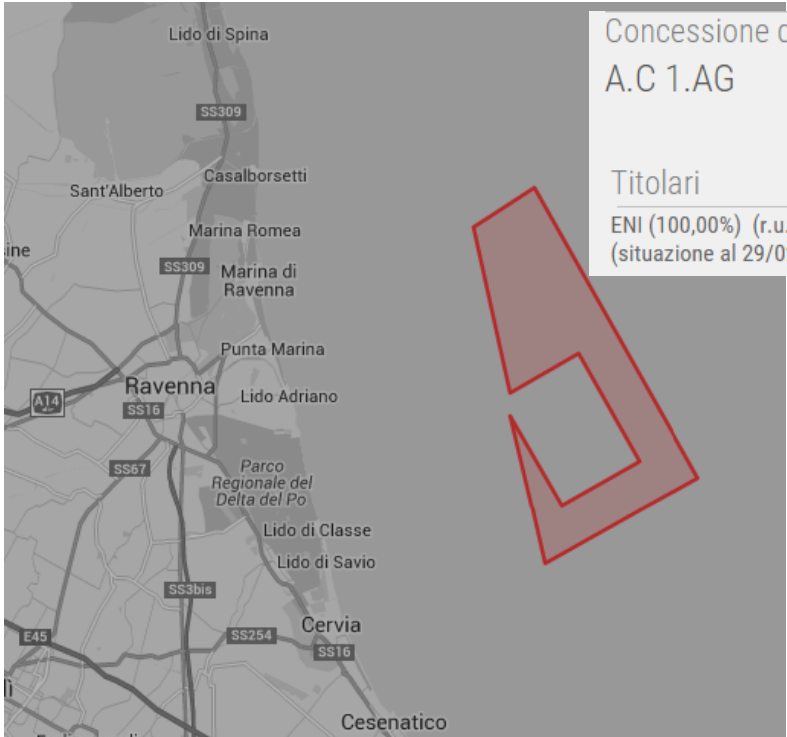 Lido di Spina
SS309
Casalborsetti
Sant'Alberto
Marina Romea
SS309
Marina di
Ravenna
Punta Marina
Ravenna
A14
SS16
Lido Adriano
SS67
Parco
Regionale del
Delta del Po
Lido di Classe
Lido di Savio
SS3bis
Cervia
E45
SS254
SS16
Cesenatico
Concessione
A.C 1.AG
Titolari
ENI (100,00%) (r.u.
(situazione al 29/0